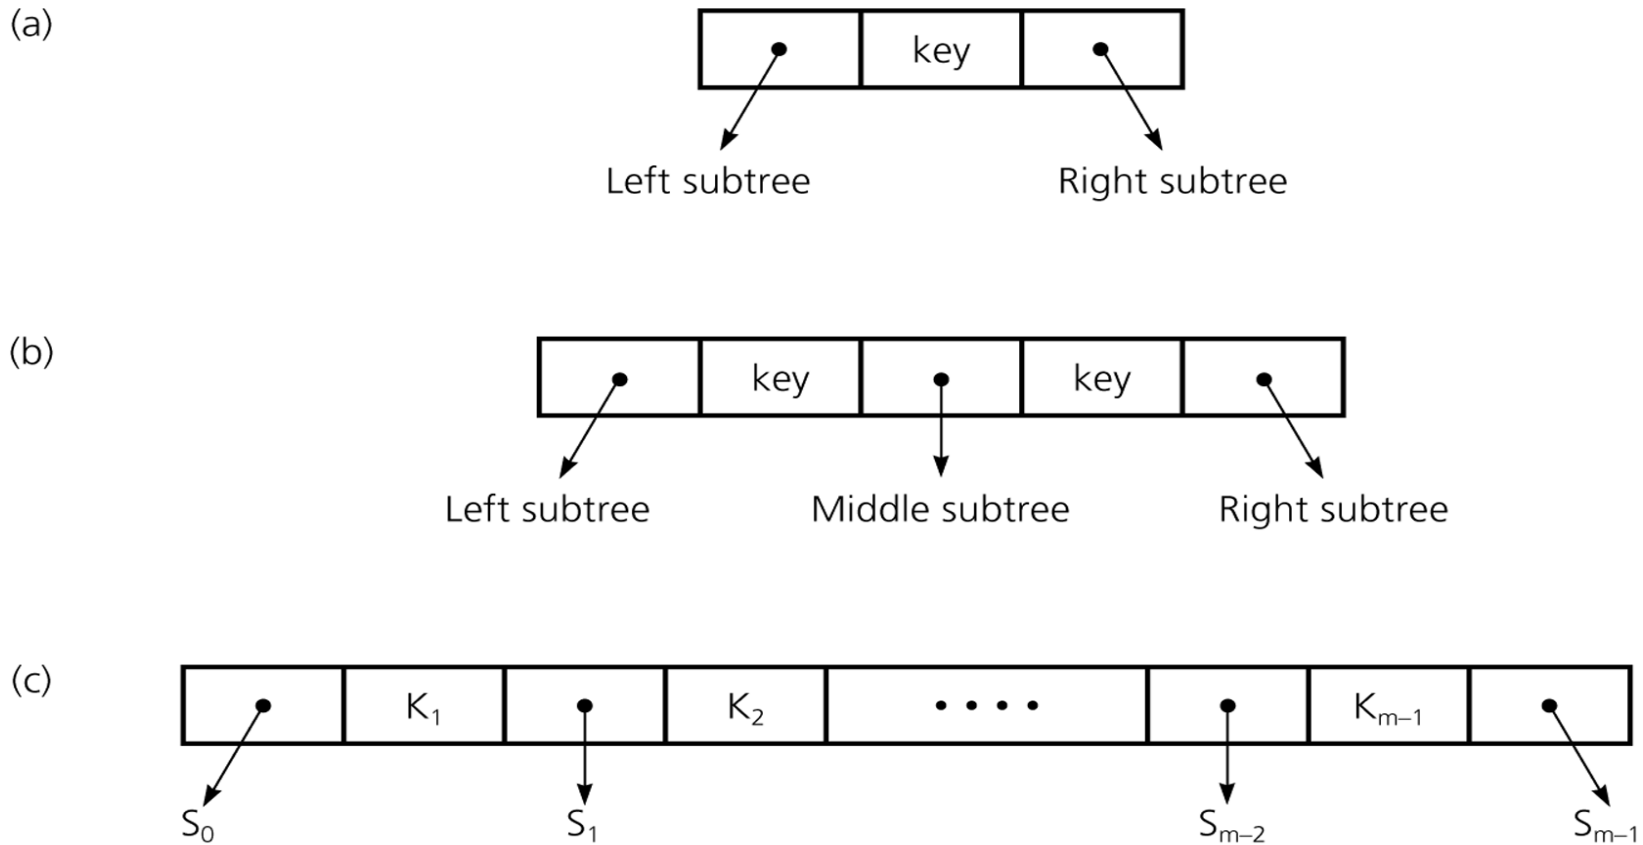 (a)
key
Left subtree Right subtree
(b)
key key
Left subtree Middle subtree Right subtree
(c)
K₁ K₂ • • • • Kₘ₋₁
S₀ S₁ Sₘ₋₂ Sₘ₋₁